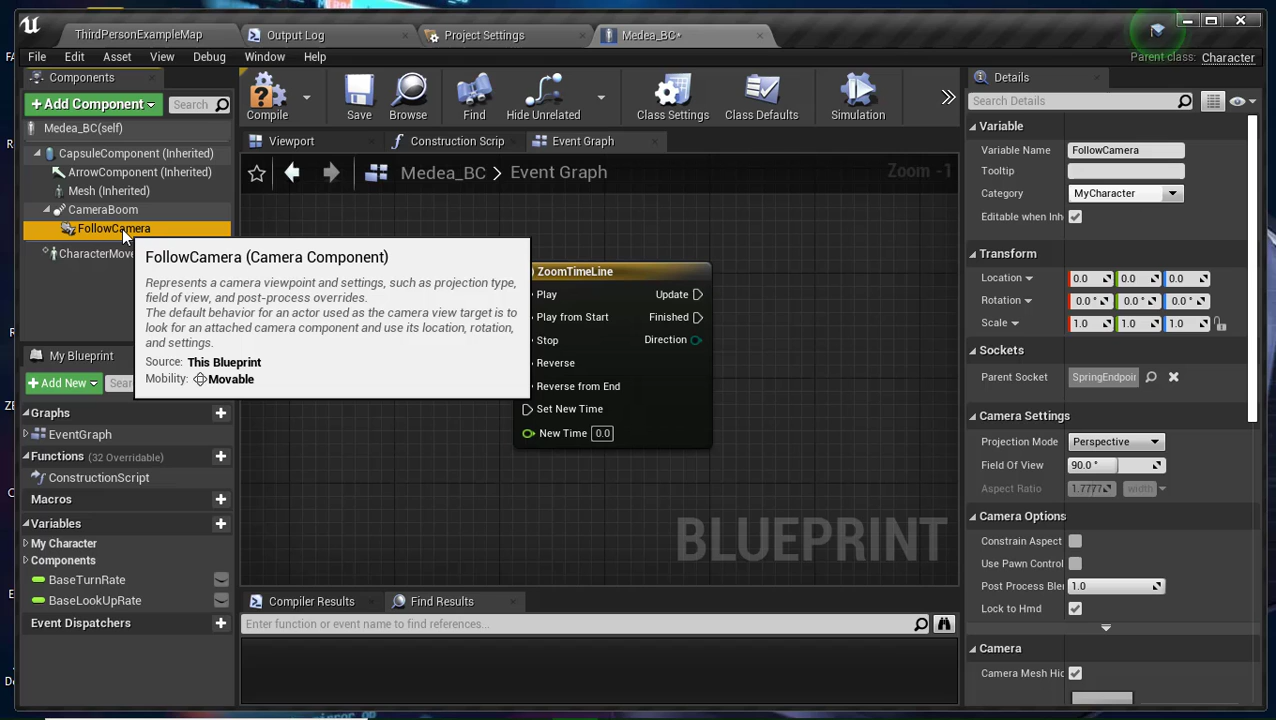 ThirdPersonExampleMap
Output Log
Project Settings
Medea_BC*
File
Edit
Asset
View
Debug
Window
Help
Parent class:
Character
Components
Details
+ Add Component
Search
Compile
Save
Browse
Find
Hide Unrelated
Class Settings
Class Defaults
Simulation
Search Details
Medea_BC(self)
CapsuleComponent (Inherited)
ArrowComponent (Inherited)
Mesh (Inherited)
CameraBoom
FollowCamera
CharacterMove
Viewport
Construction Scrip
Event Graph
Medea_BC > Event Graph
Zoom -1
FollowCamera (Camera Component)
Represents a camera viewpoint and settings, such as projection type,
field of view, and post-process overrides.
The default behavior for an actor used as the camera view target is to
look for an attached camera component and use its location, rotation,
and settings.
Source: This Blueprint
Mobility: Movable
ZoomTimeLine
Play
Update
Play from Start
Finished
Stop
Direction
Reverse
Reverse from End
Set New Time
New Time 0.0
BLUEPRINT
My Blueprint
+ Add New
Graphs
EventGraph
Functions (32 Overridable)
ConstructionScript
Macros
Variables
My Character
Components
BaseTurnRate
BaseLookUpRate
Event Dispatchers
Compiler Results
Find Results
Enter function or event name to find references...
Variable
Variable Name
FollowCamera
Tooltip
Category
MyCharacter
Editable when Inh
Transform
Location
0.0
0.0
0.0
Rotation
0.0 °
0.0 °
0.0 °
Scale
1.0
1.0
1.0
Sockets
Parent Socket
SpringEndpoin
Camera Settings
Projection Mode
Perspective
Field Of View
90.0 °
Aspect Ratio
1.7777
width
Camera Options
Constrain Aspect
Use Pawn Control
Post Process Ble
1.0
Lock to Hmd
Camera
Camera Mesh Hic